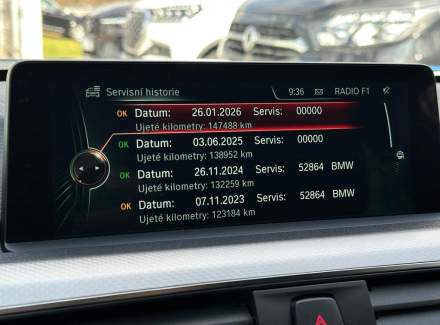 Servisní historie 9:36 RADIO F1
OK Datum: 26.01.2026 Servis: 00000
Ujeté kilometry: 147488 km
OK Datum: 03.06.2025 Servis: 00000
Ujeté kilometry: 138952 km
OK Datum: 26.11.2024 Servis: 52864 BMW
Ujeté kilometry: 132259 km
OK Datum: 07.11.2023 Servis: 52864 BMW
Ujeté kilometry: 123184 km